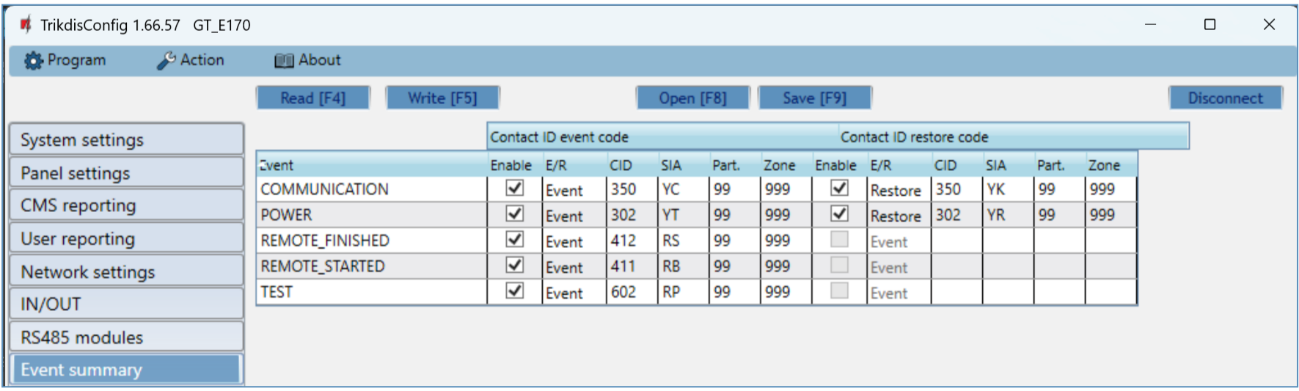 TrikdisConfig 1.66.57 GT_E170
Program Action About
Read [F4] Write [F5] Open [F8] Save [F9] Disconnect
System settings
Panel settings
CMS reporting
User reporting
Network settings
IN/OUT
RS485 modules
Event summary
Contact ID event code Contact ID restore code
Event Enable E/R CID SIA Part. Zone Enable E/R CID SIA Part. Zone
COMMUNICATION Event 350 YC 99 999 Restore 350 YK 99 999
POWER Event 302 YT 99 999 Restore 302 YR 99 999
REMOTE_FINISHED Event 412 RS 99 999 Event
REMOTE_STARTED Event 411 RB 99 999 Event
TEST Event 602 RP 99 999 Event